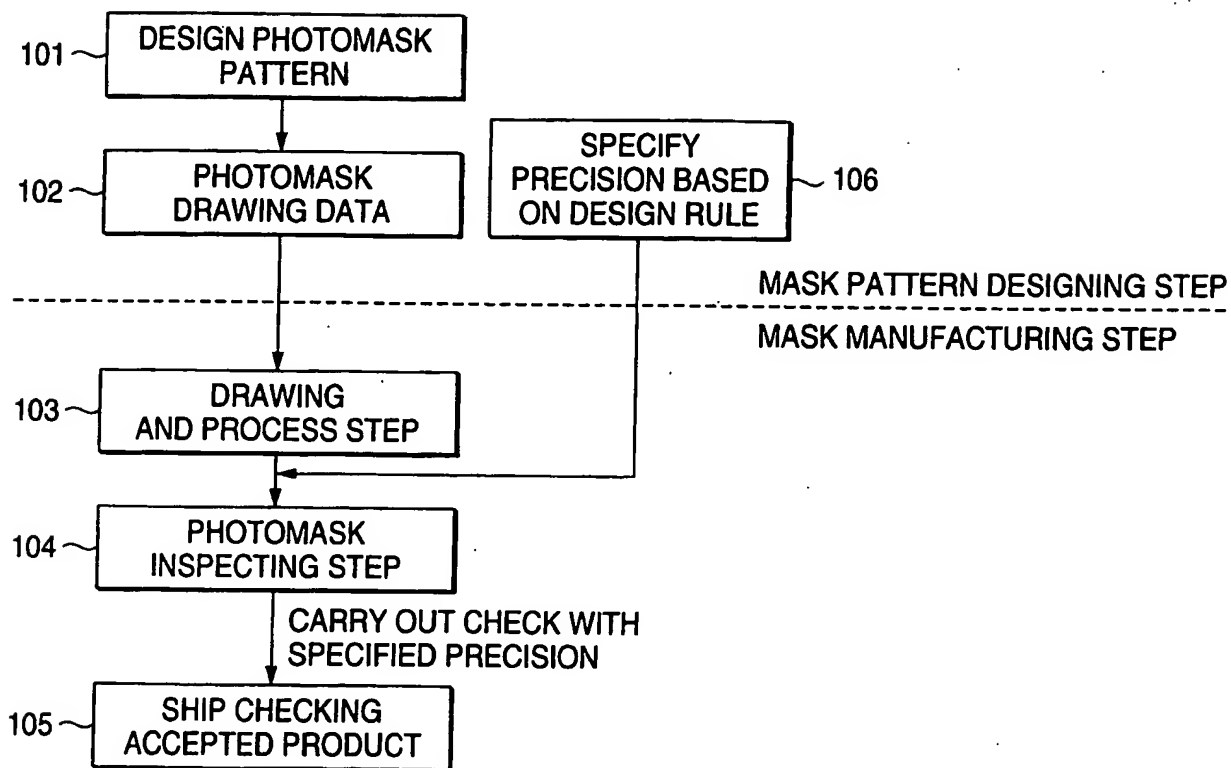 101
DESIGN PHOTOMASK
PATTERN
102
PHOTOMASK
DRAWING DATA
SPECIFY
PRECISION BASED
ON DESIGN RULE
106
MASK PATTERN DESIGNING STEP
MASK MANUFACTURING STEP
103
DRAWING
AND PROCESS STEP
104
PHOTOMASK
INSPECTING STEP
CARRY OUT CHECK WITH
SPECIFIED PRECISION
105
SHIP CHECKING
ACCEPTED PRODUCT